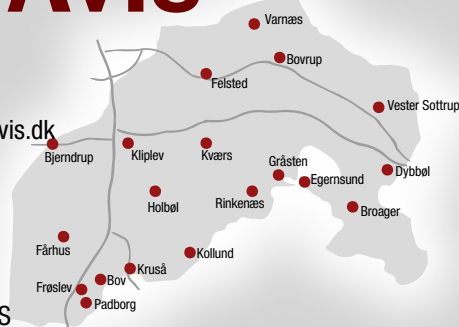 AVIS
Varnæs
Bovrup
Felsted
Vester Sottrup
vis.dk
Bjerndrup
Kliplev
Kværs
Gråsten
Egernsund
Dybbøl
Holbøl
Rinkenæs
Broager
Fårhus
Kollund
Kruså
Bov
Frøslev
Padborg
S